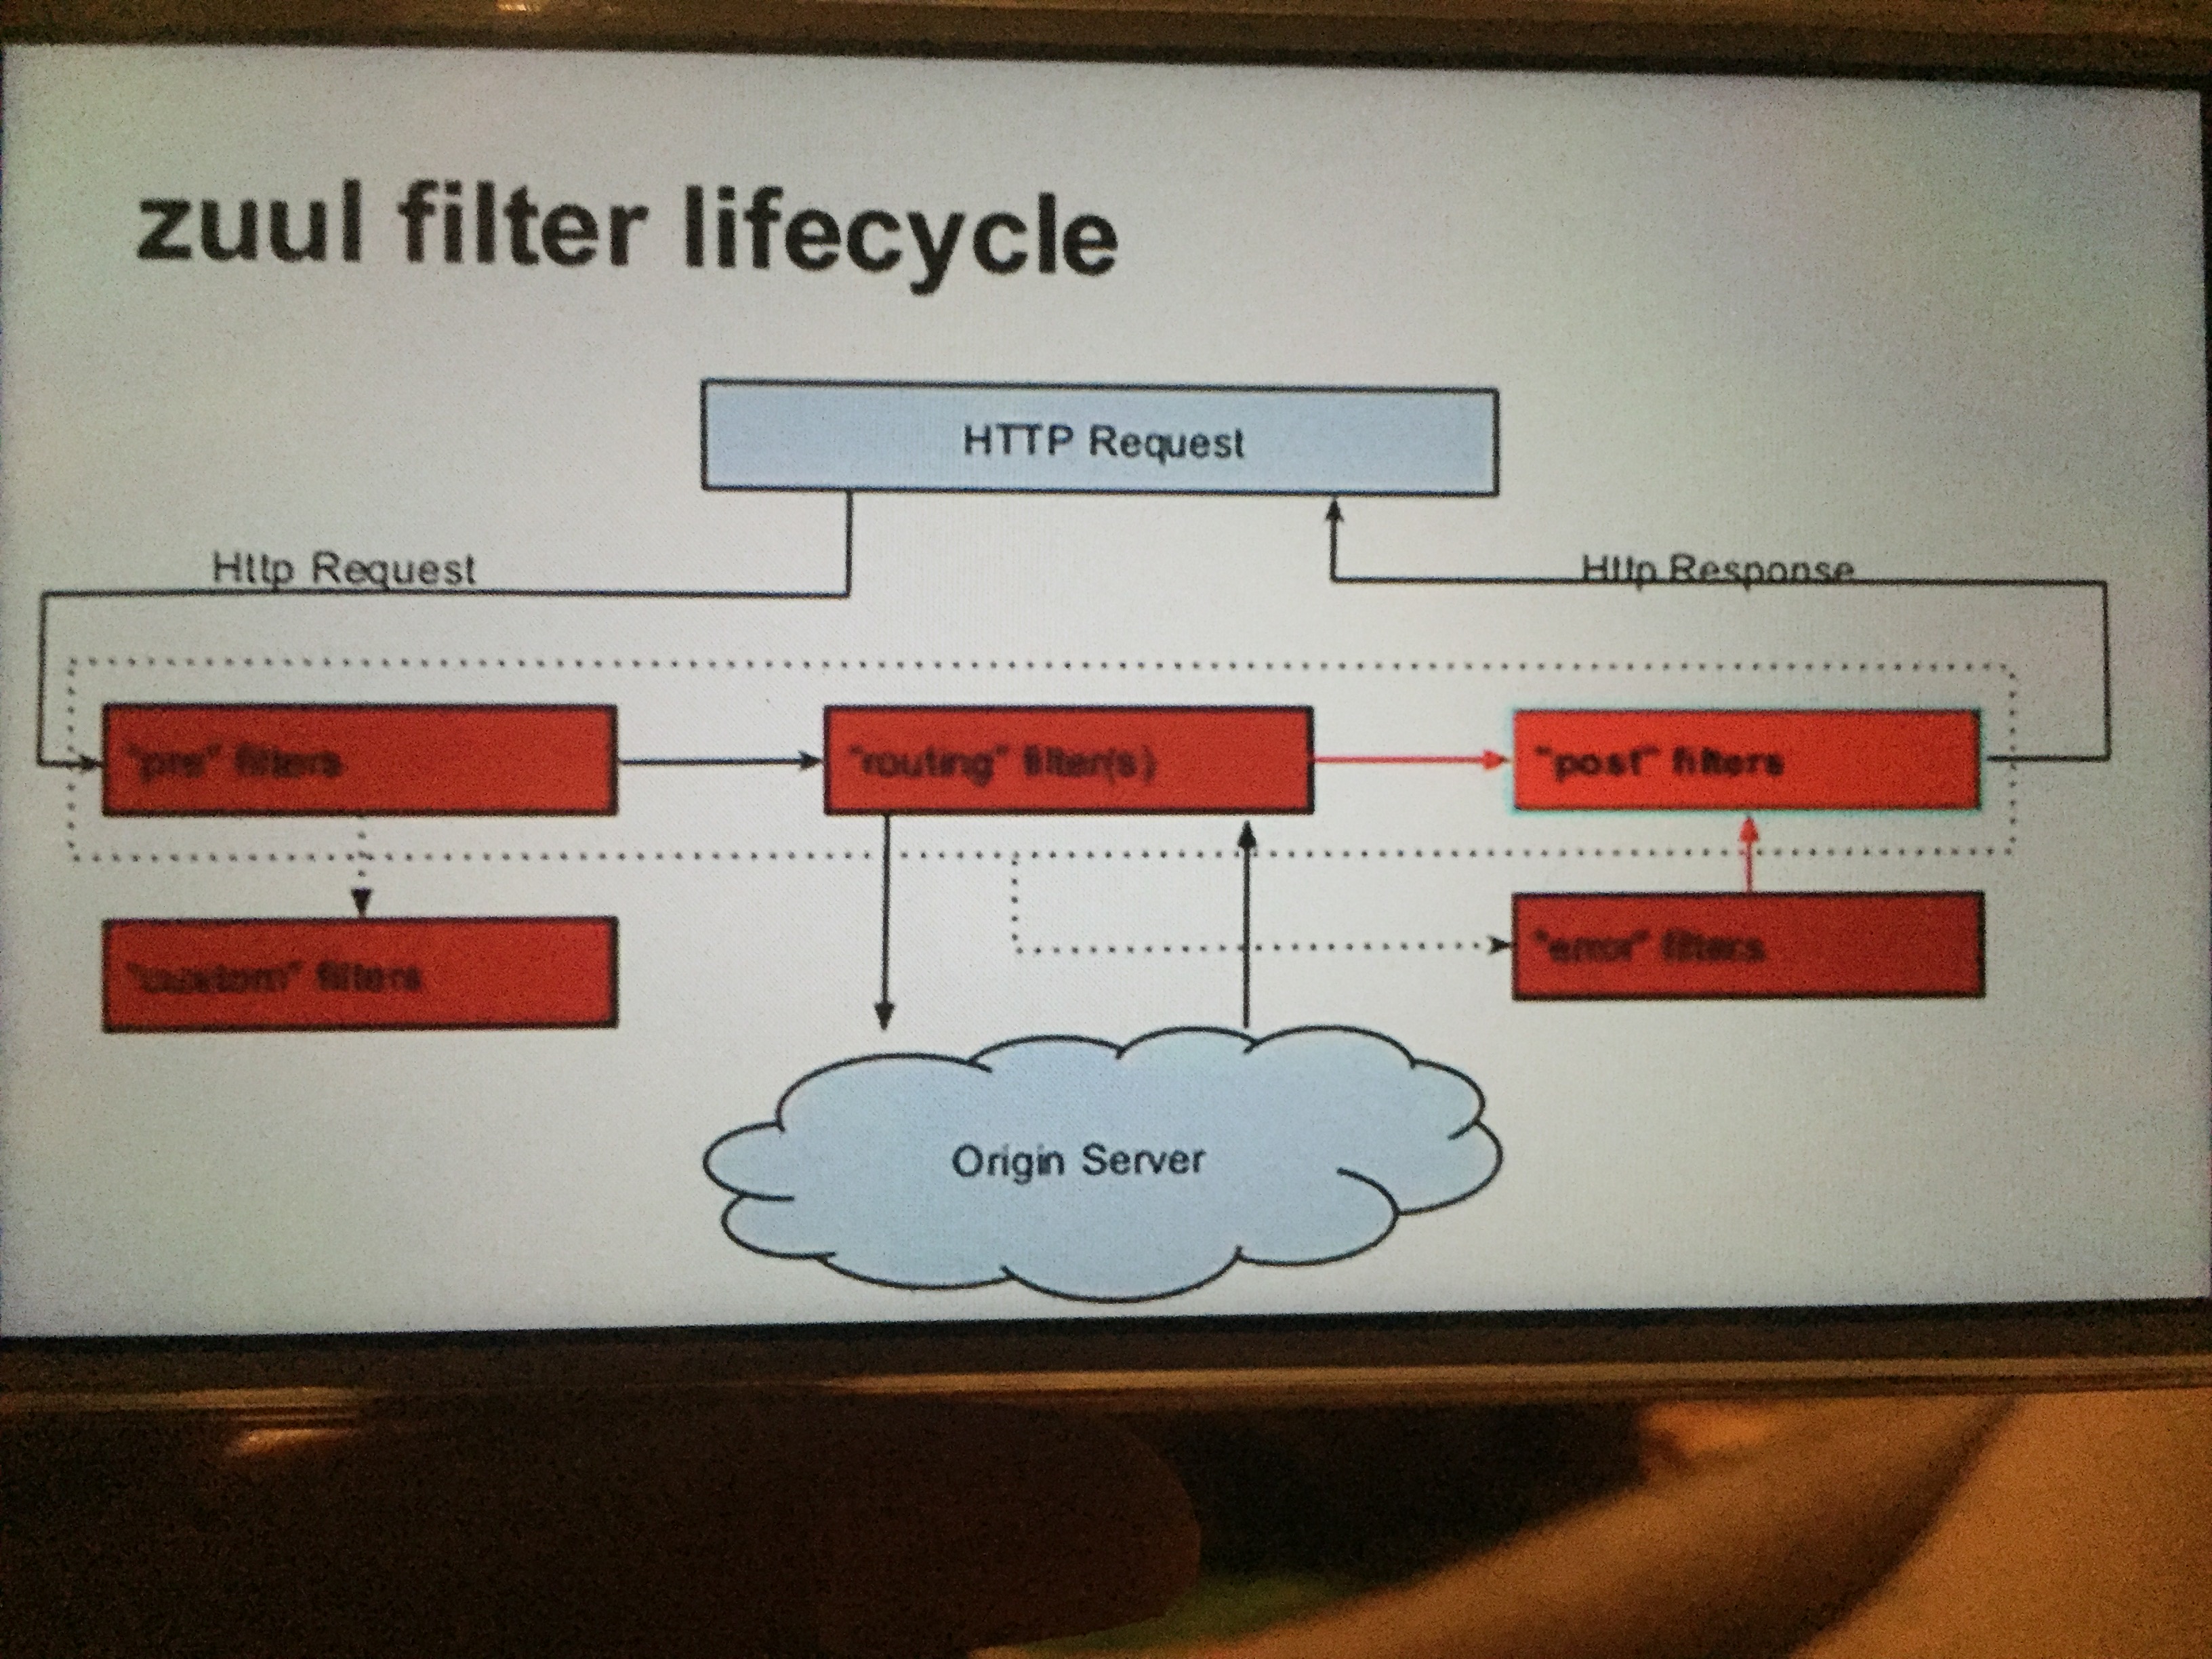 zuul filter lifecycle
HTTP Request
Http Request
Http Response
"pre" filters
"routing" filter(s)
"post" filters
"custom" filters
"error" filters
Origin Server